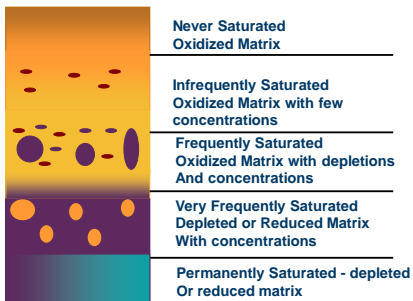 Never Saturated
Oxidized Matrix
Infrequently Saturated
Oxidized Matrix with few
concentrations
Frequently Saturated
Oxidized Matrix with depletions
And concentrations
Very Frequently Saturated
Depleted or Reduced Matrix
With concentrations
Permanently Saturated - depleted
Or reduced matrix